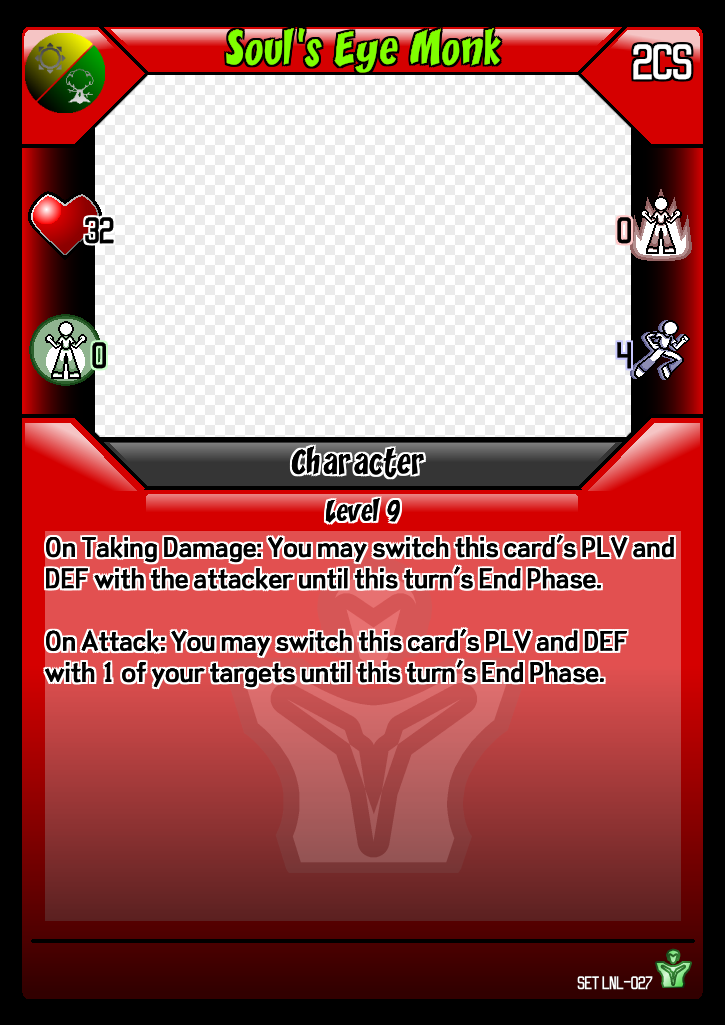 Soul's Eye Monk
2CS
32
0
0
4
Character
Level 9
On Taking Damage: You may switch this card's PLV and
DEF with the attacker until this turn's End Phase.
On Attack: You may switch this card's PLV and DEF
with 1 of your targets until this turn's End Phase.
SET LNL-027